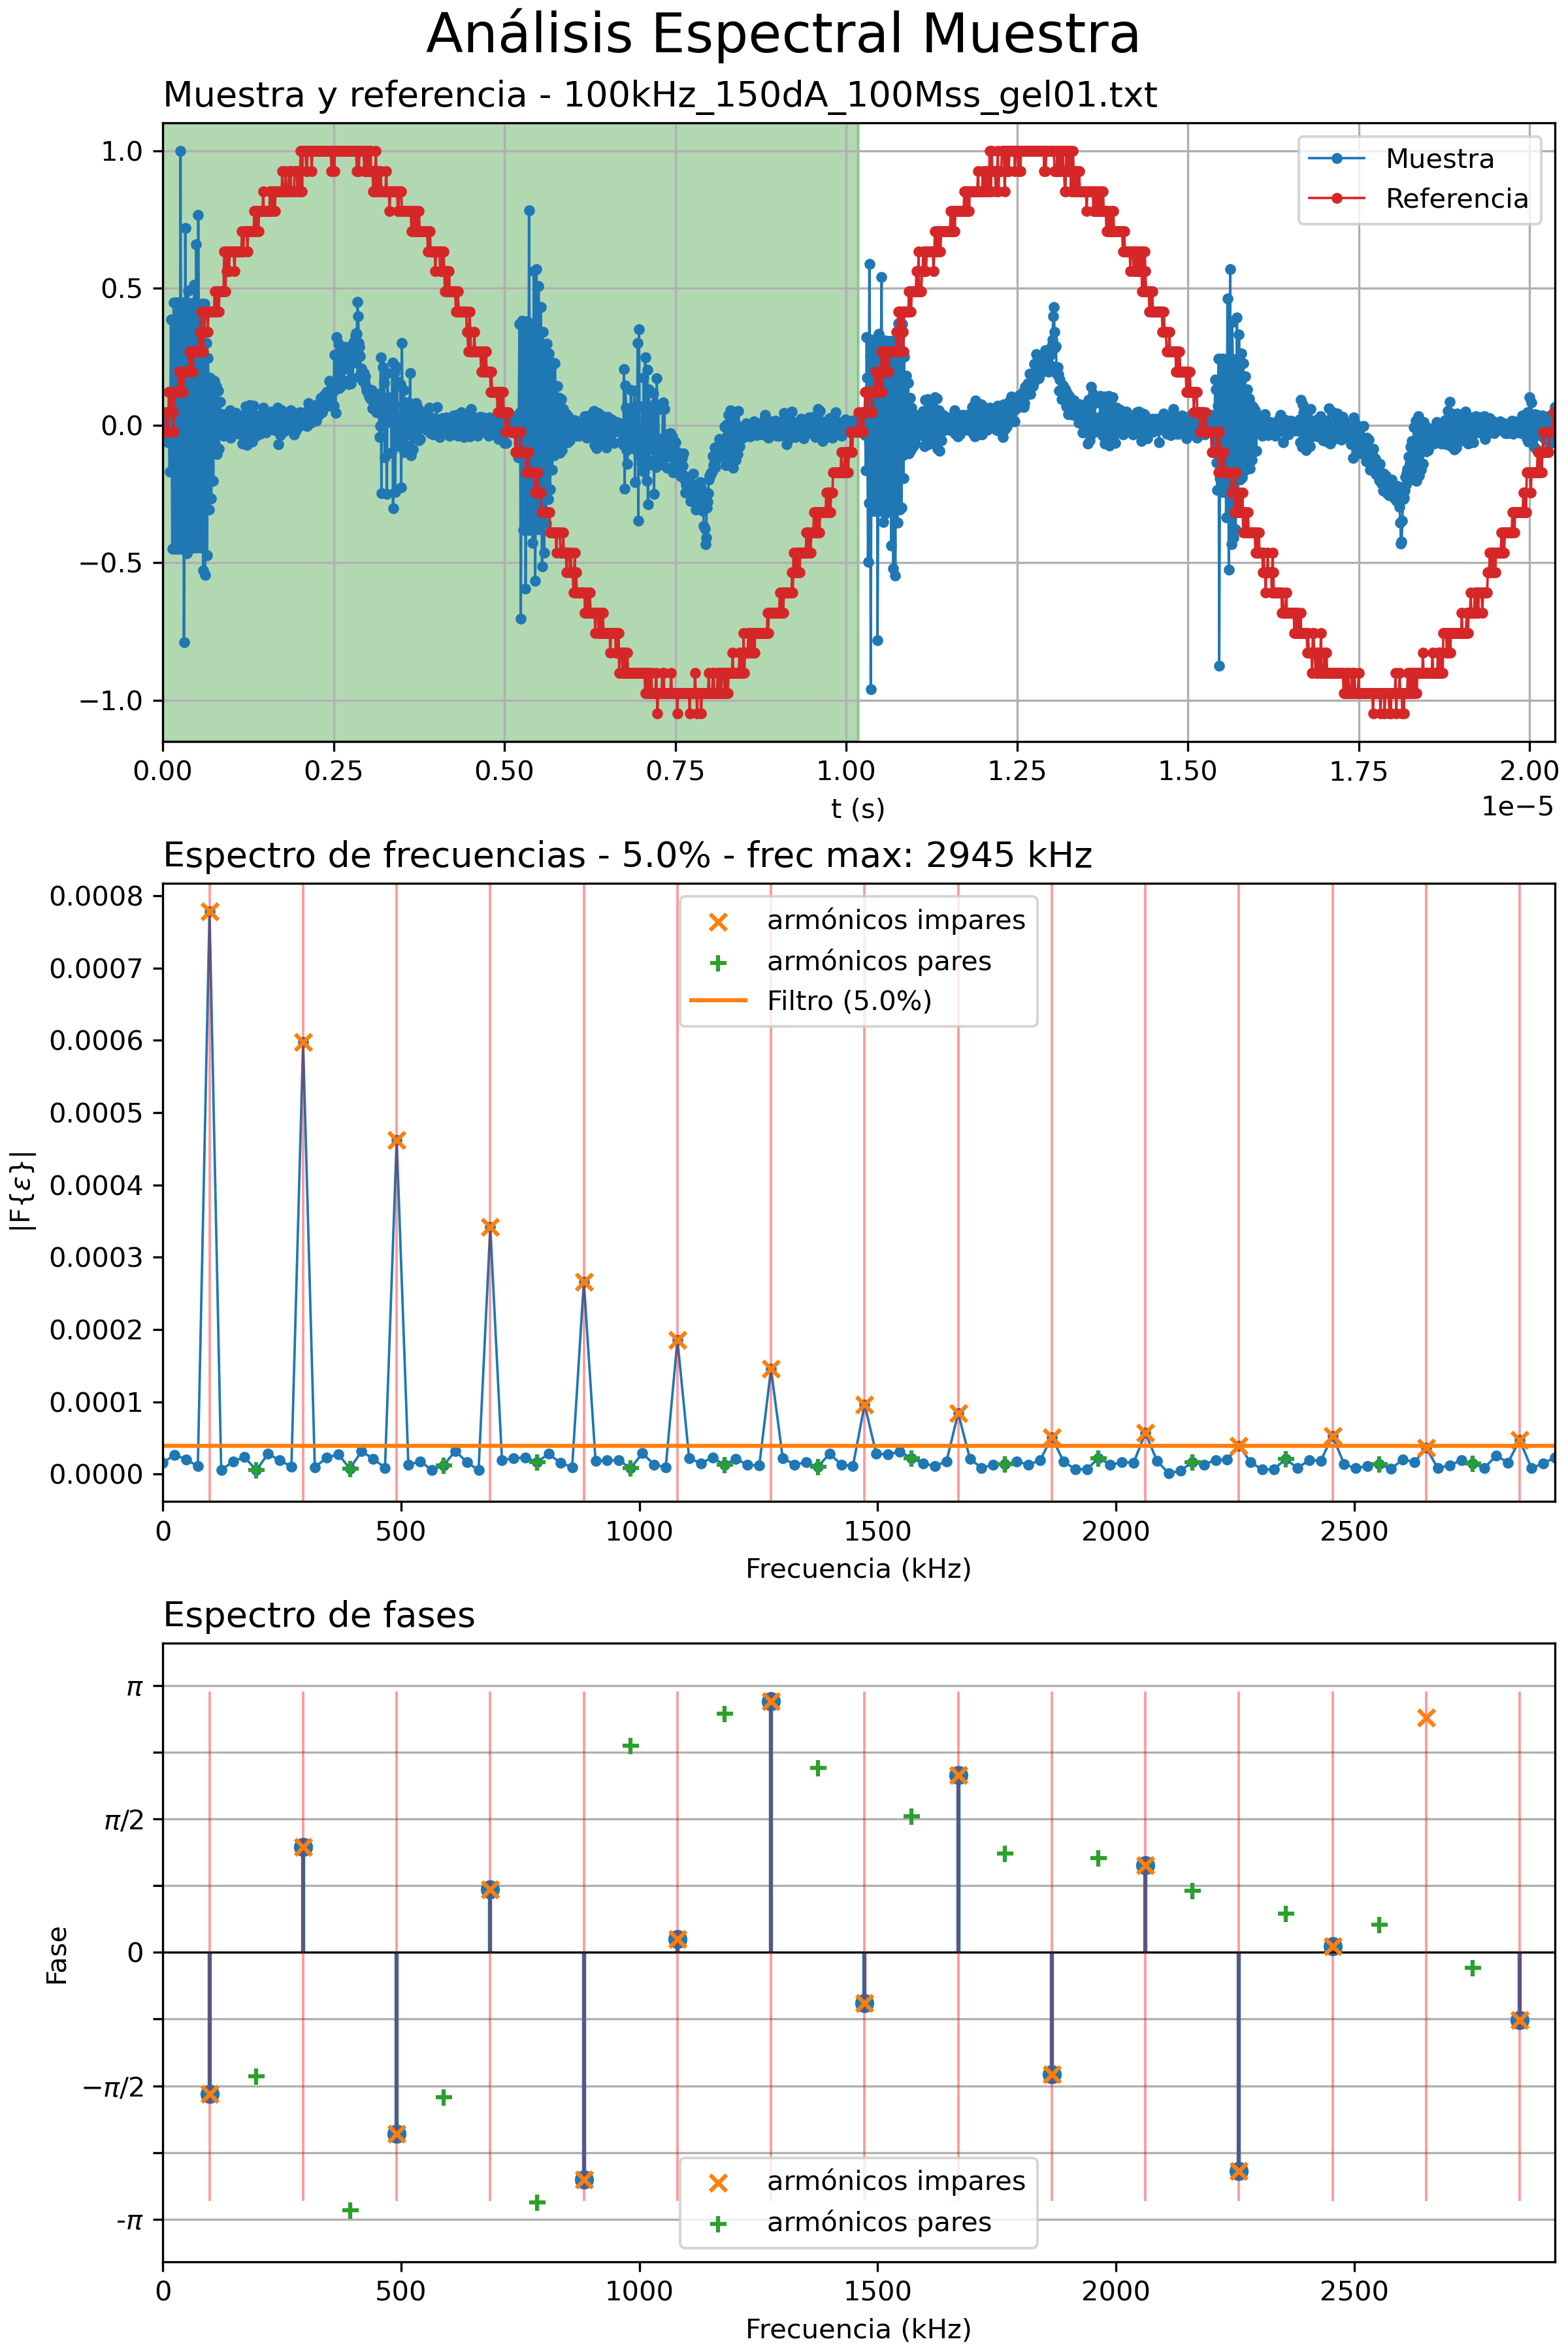 Análisis Espectral Muestra
Muestra y referencia - 100kHz_150dA_100Mss_gel01.txt
1.0
0.5
0.0
−0.5
−1.0
Muestra
Referencia
0.00 0.25 0.50 0.75 1.00 1.25 1.50 1.75 2.00
t (s)
1e−5
Espectro de frecuencias - 5.0% - frec max: 2945 kHz
0.0008
0.0007
0.0006
0.0005
0.0004
0.0003
0.0002
0.0001
0.0000
|F{ε}|
armónicos impares
armónicos pares
Filtro (5.0%)
0 500 1000 1500 2000 2500
Frecuencia (kHz)
Espectro de fases
π
π/2
0
−π/2
-π
Fase
armónicos impares
armónicos pares
0 500 1000 1500 2000 2500
Frecuencia (kHz)